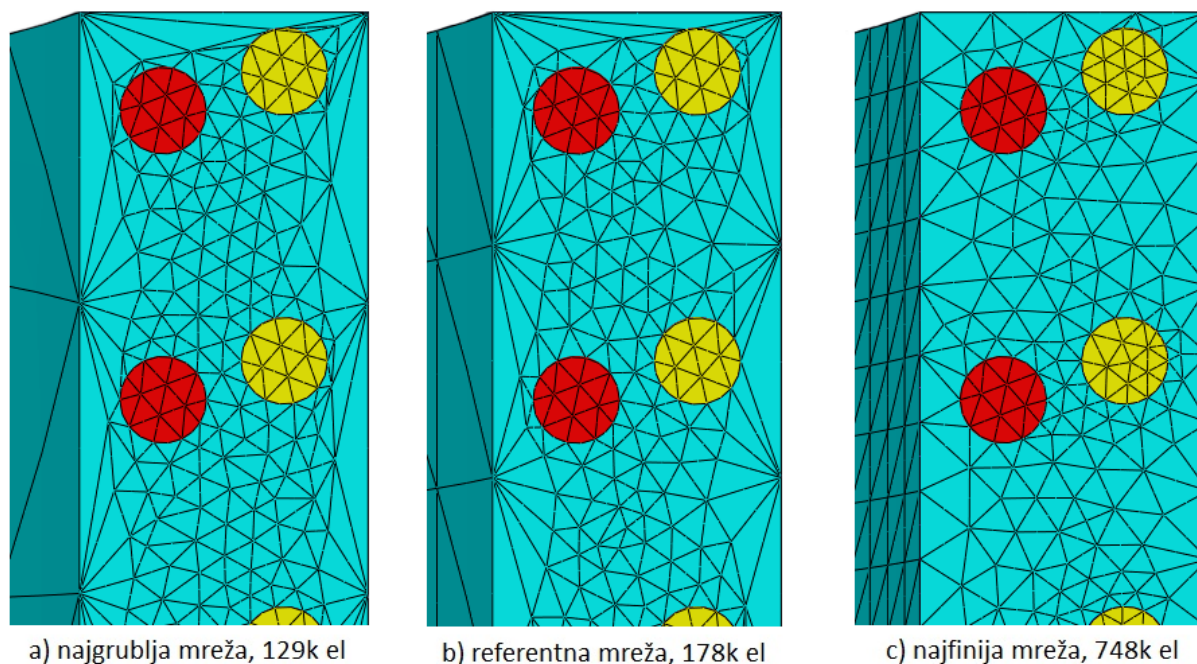 a) najgrublja mreža, 129k el
b) referentna mreža, 178k el
c) najfinija mreža, 748k el